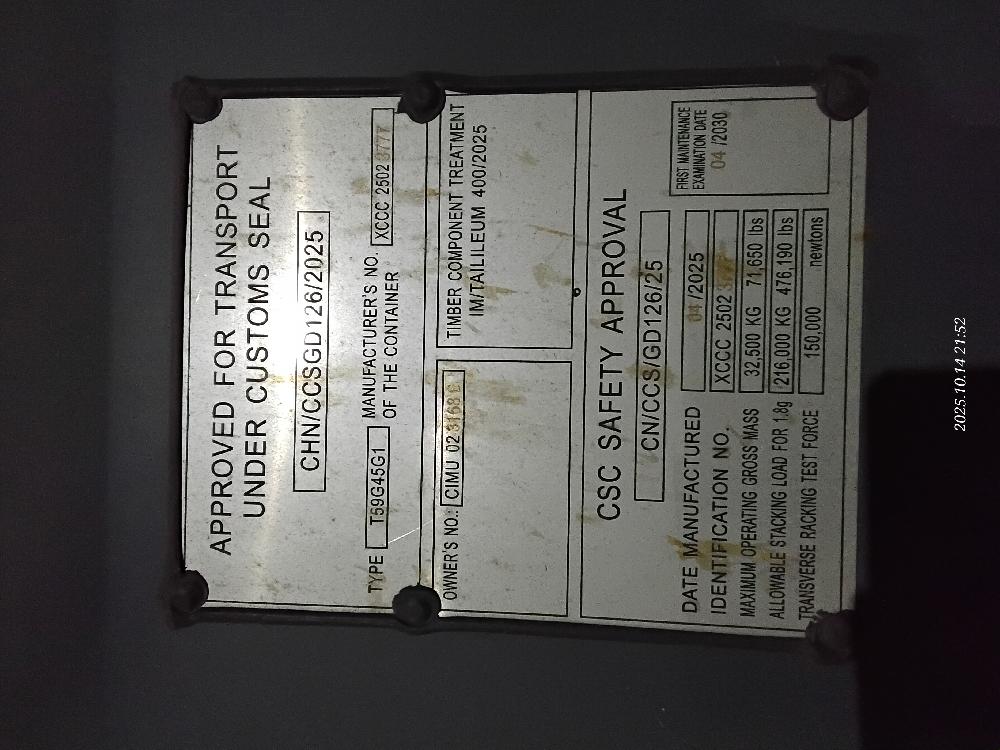 APPROVED FOR TRANSPORT
UNDER CUSTOMS SEAL
CHN/CCSGD126/2025
TYPE T59G45G1 MANUFACTURER'S NO. XCCC 2502 3777
OF THE CONTAINER
OWNER'S NO.: CIMU 02
TIMBER COMPONENT TREATMENT
IM/TAILILEUM 400/2025
CSC SAFETY APPROVAL
CN/CCS/GD126/25
DATE MANUFACTURED 04 /2025
IDENTIFICATION NO. XCCC 2502
MAXIMUM OPERATING GROSS MASS 32,500 KG 71,650 lbs
ALLOWABLE STACKING LOAD FOR 1.8g 216,000 KG 476,190 lbs
TRANSVERSE RACKING TEST FORCE 150,000 newtons
FIRST MAINTENANCE
EXAMINATION DATE
04 /2030
2025.10.14 21:52